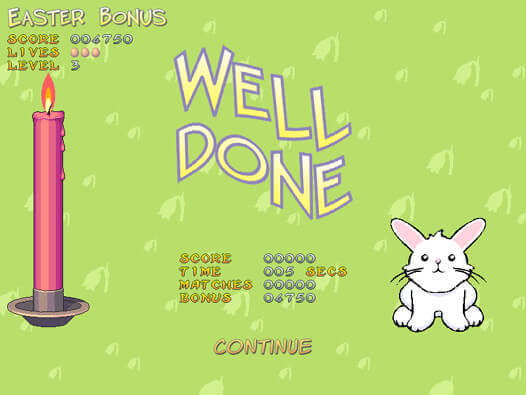 Easter Bonus
SCORE 006750
LIVES
LEVEL 3
WELL
DONE
SCORE 00000
TIME 005 SECS
MATCHES 00000
BONUS 06750
CONTINUE